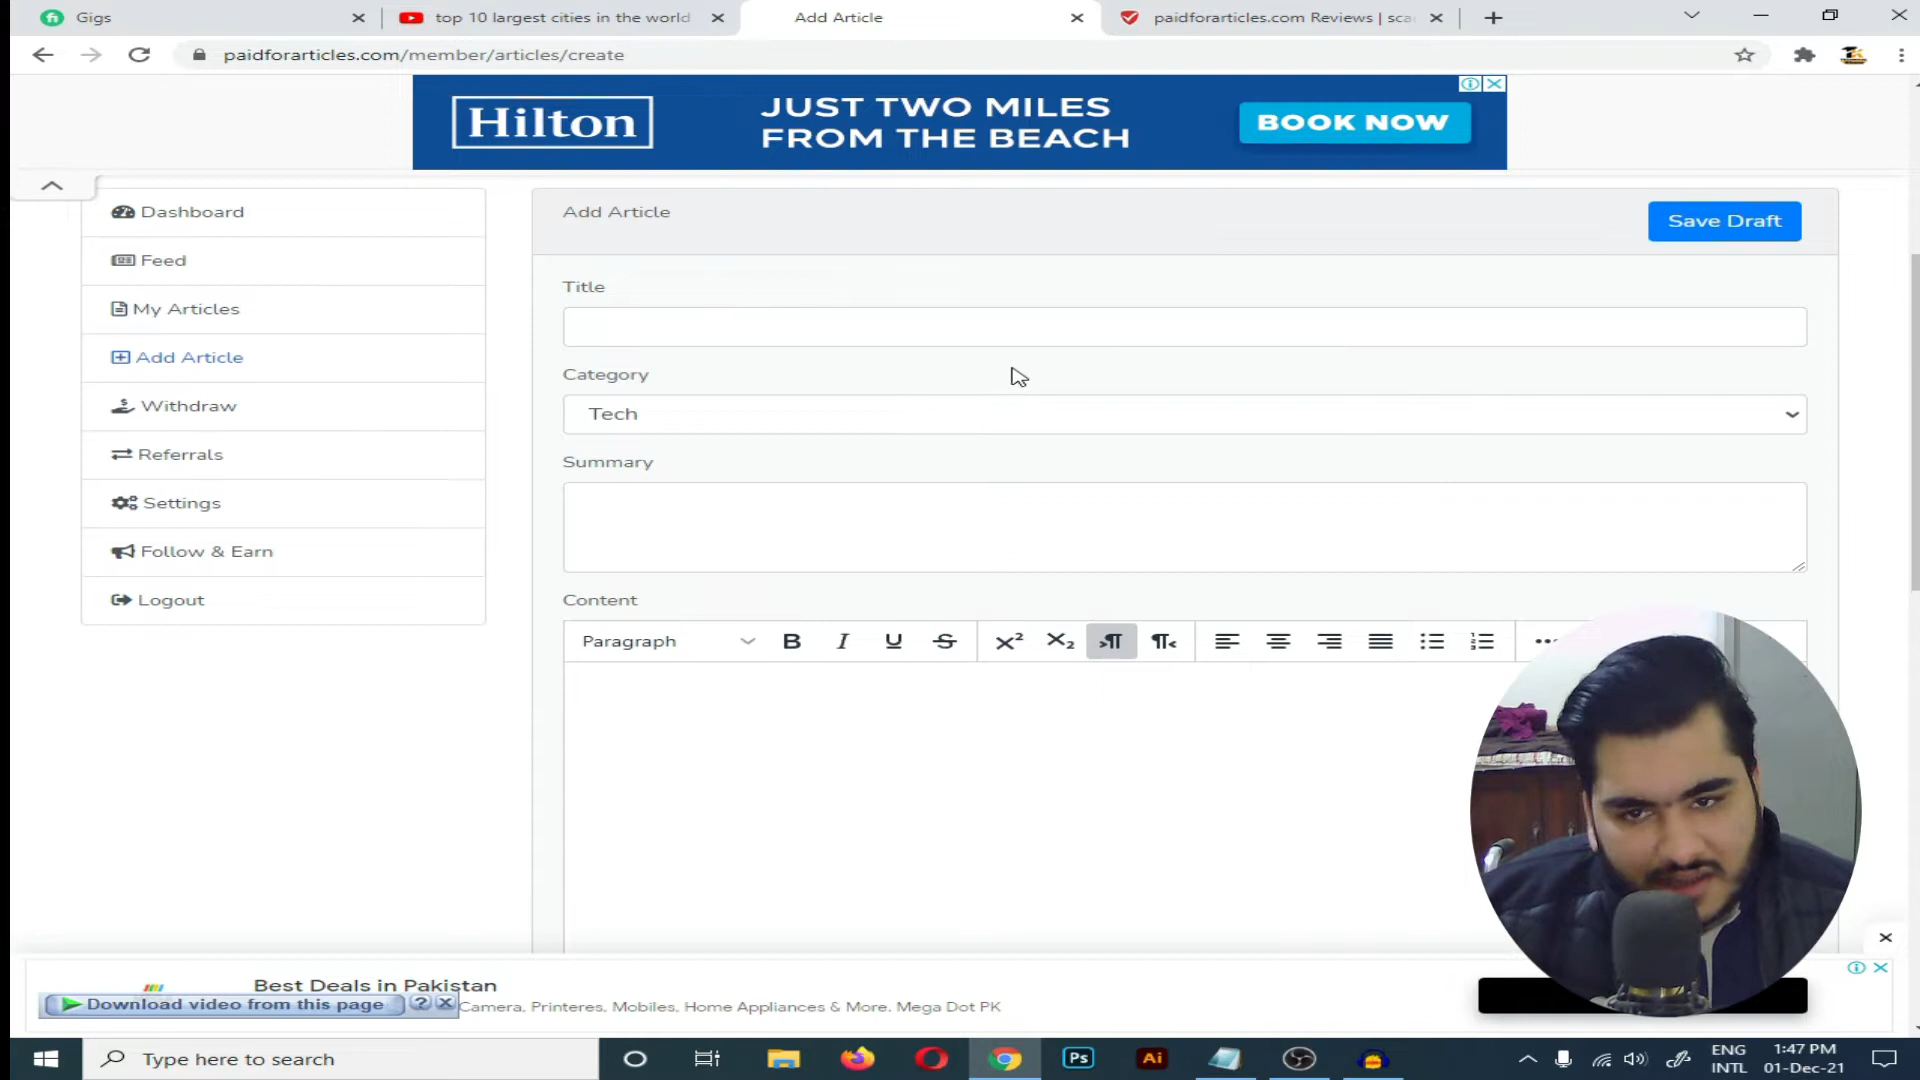 Gigs
top 10 largest cities in the world
Add Article
paidforarticles.com Reviews | sca
paidforarticles.com/member/articles/create
Hilton
JUST TWO MILES
FROM THE BEACH
BOOK NOW
Dashboard
Feed
My Articles
Add Article
Withdraw
Referrals
Settings
Follow & Earn
Logout
Add Article
Save Draft
Title
Category
Tech
Summary
Content
Paragraph
B I U S X² X₂
Best Deals in Pakistan
Download video from this page
Camera, Printeres, Mobiles, Home Appliances & More. Mega Dot PK
Type here to search
Ps
Ai
ENG
INTL
1:47 PM
01-Dec-21